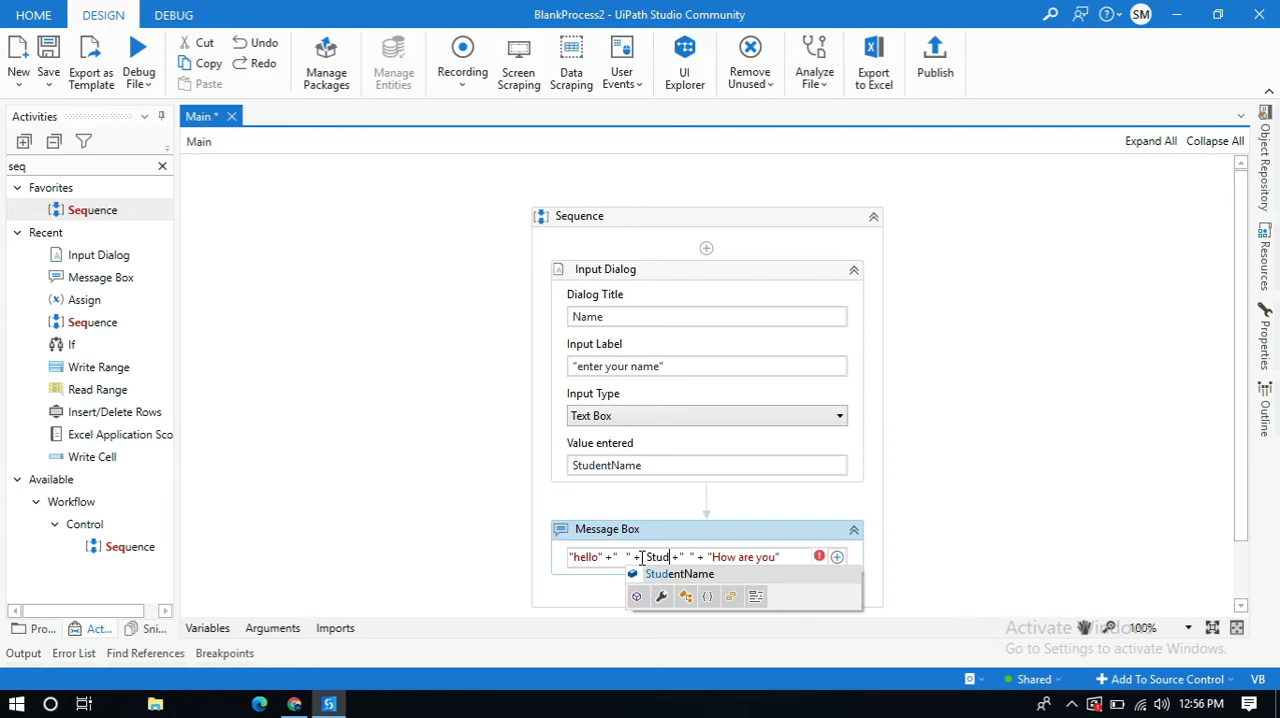 HOME DESIGN DEBUG BlankProcess2 - UiPath Studio Community SM
New Save Export as Template Debug File Cut Copy Paste Undo Redo Manage Packages Manage Entities Recording Screen Scraping Data Scraping User Events UI Explorer Remove Unused Analyze File Export to Excel Publish
Activities Main *
Main Expand All Collapse All
seq
Favorites
Sequence
Recent
Input Dialog
Message Box
Assign
Sequence
If
Write Range
Read Range
Insert/Delete Rows
Excel Application Sco
Write Cell
Available
Workflow
Control
Sequence
Sequence
Input Dialog
Dialog Title
Name
Input Label
"enter your name"
Input Type
Text Box
Value entered
StudentName
Message Box
"hello" +" " + Stud +" " + "How are you"
StudentName
Object Repository
Resources
Properties
Outline
Pro... Act... Sni... Variables Arguments Imports 100%
Activate Windows
Go to Settings to activate Windows.
Output Error List Find References Breakpoints
Shared Add To Source Control VB
12:56 PM